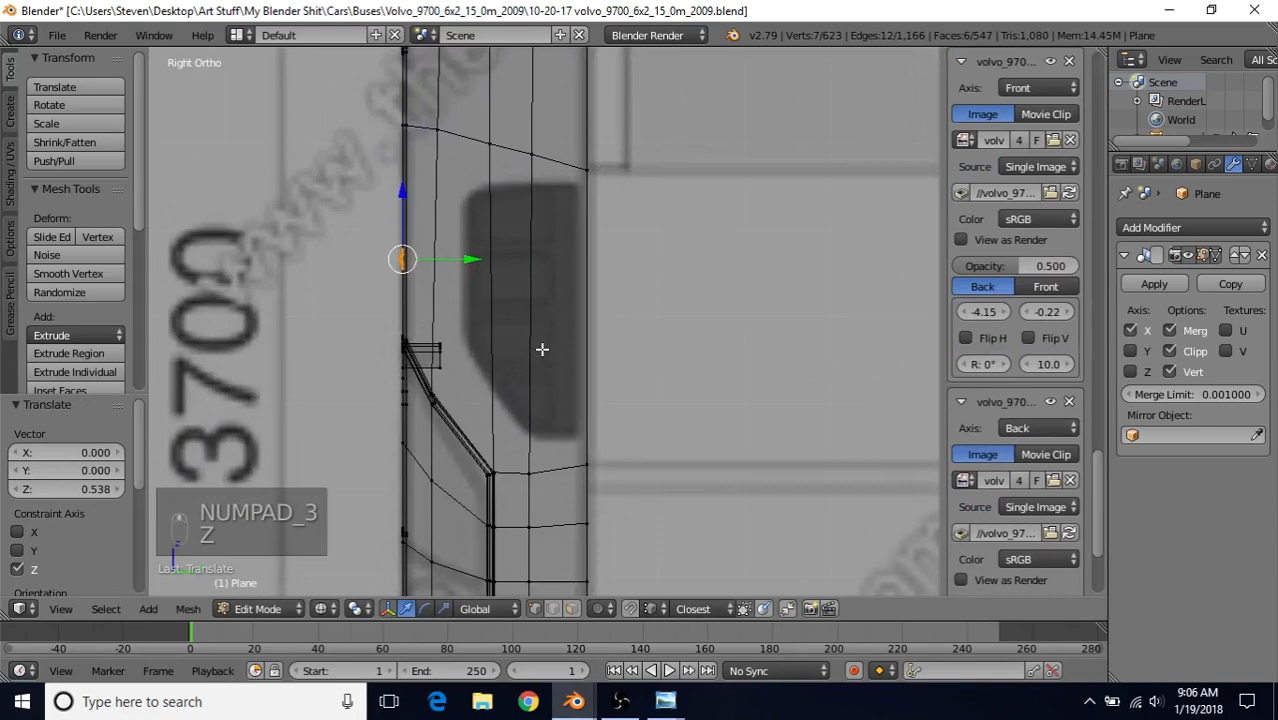 Blender* [C:\Users\Steven\Desktop\Art Stuff\My Blender Shit\Cars\Buses\Volvo_9700_6x2_15_0m_2009\10-20-17 volvo_9700_6x2_15_0m_2009.blend]
File Render Window Help Default Scene Blender Render v2.79 | Verts:7/623 | Edges:12/1,166 | Faces:6/547 | Tris:1,080 | Mem:14.45M | Plane
Tools
Create
Shading / UVs
Options
Grease Pencil
Transform
Translate
Rotate
Scale
Shrink/Fatten
Push/Pull
Mesh Tools
Deform:
Slide Ed Vertex
Noise
Smooth Vertex
Randomize
Add:
Extrude
Extrude Region
Extrude Individual
Inset Faces
Translate
Vector
X: 0.000
Y: 0.000
Z: 0.538
Constraint Axis
X
Y
Z
Orientation
Right Ortho
3700
NUMPAD_3
Z
Last: Translate
(1) Plane
volvo_970...
Axis: Front
Image Movie Clip
volv 4 F
Source: Single Image
//volvo_97...
Color: sRGB
View as Render
Opacity: 0.500
Back Front
-4.15 -0.22
Flip H Flip V
R: 0° 10.0
volvo_970...
Axis: Back
Image Movie Clip
volv 4 F
Source: Single Image
//volvo_97...
Color: sRGB
View as Render
View Search All Sc
Scene
RenderL
World
Plane
Add Modifier
Apply Copy
Axis: Options: Textures:
X Merg U
Y Clipp V
Z Vert
Merge Limit: 0.001000
Mirror Object:
View Select Add Mesh Edit Mode Global Closest
-40 -20 0 20 40 60 80 100 120 140 160 180 200 220 240 260 280
View Marker Frame Playback Start: 1 End: 250 1 No Sync
Type here to search
9:06 AM
1/19/2018